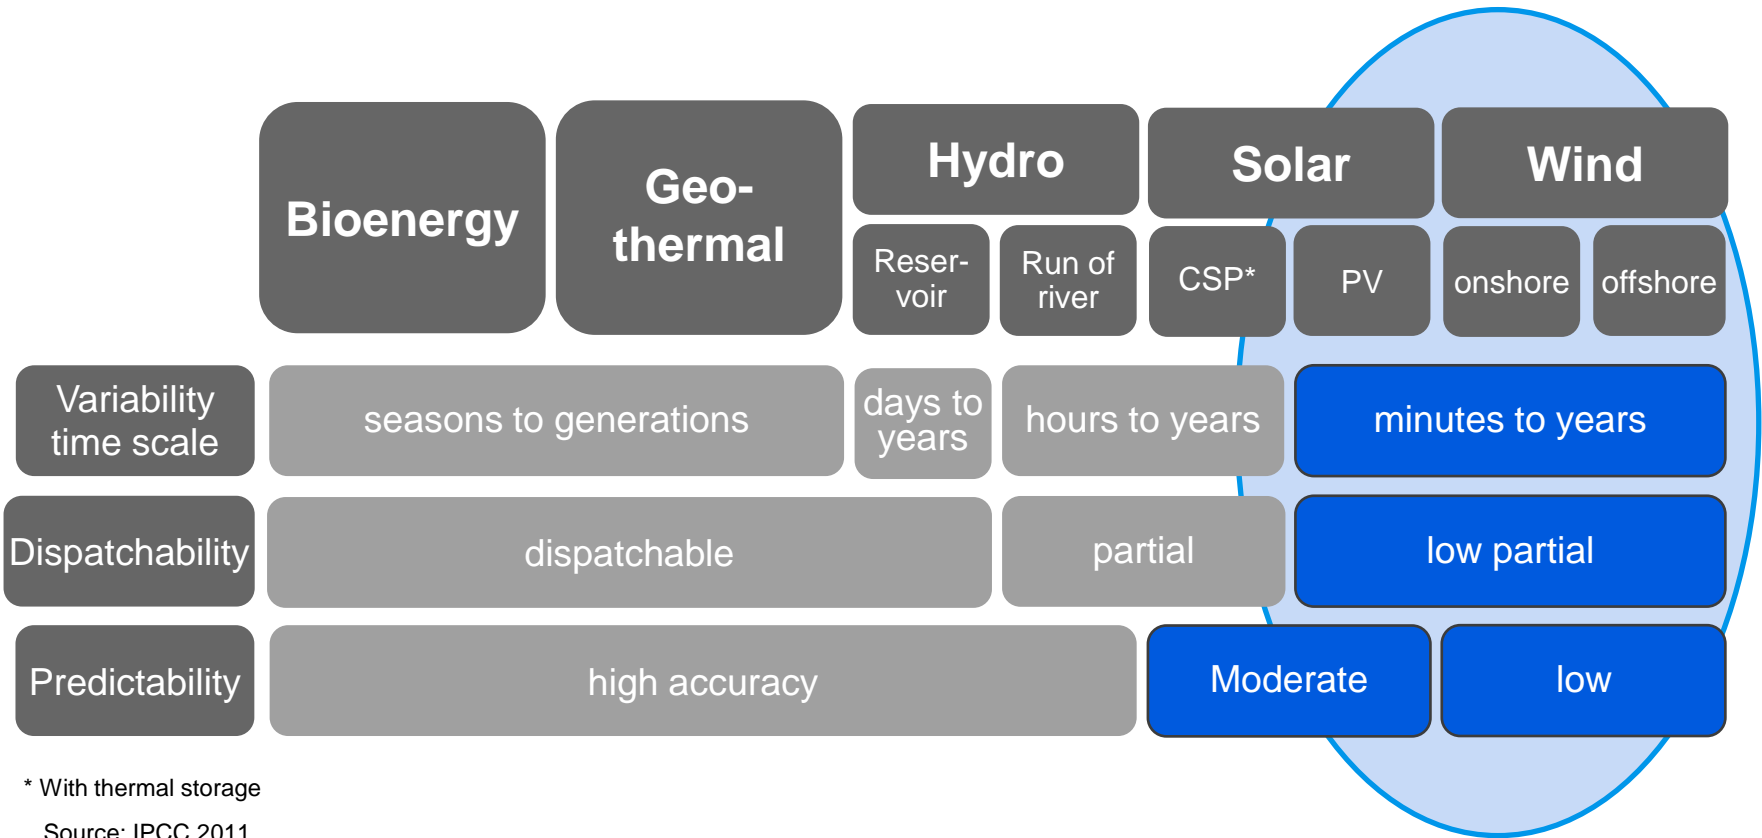 Bioenergy
Geo-
thermal
Hydro
Solar
Wind
Reser-
voir
Run of
river
CSP*
PV
onshore
offshore
Variability
time scale
seasons to generations
days to
years
hours to years
minutes to years
Dispatchability
dispatchable
partial
low partial
Predictability
high accuracy
Moderate
low
* With thermal storage
Source: IPCC 2011